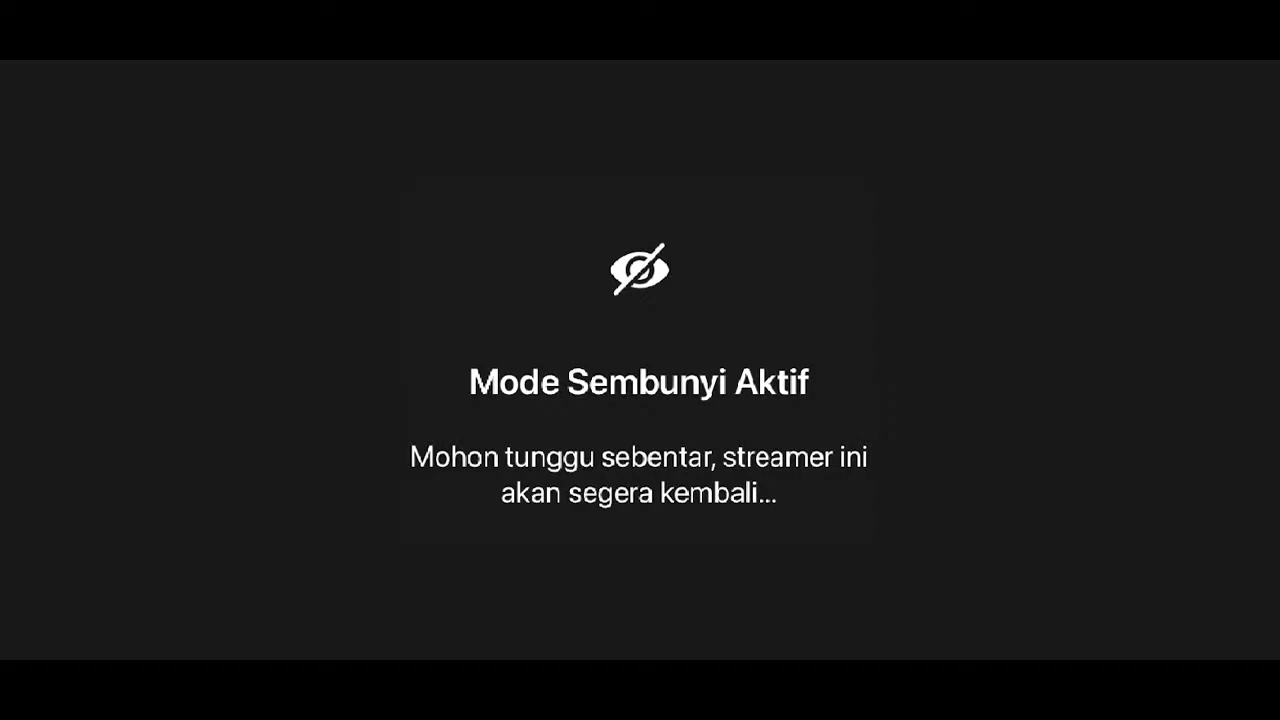 Mode Sembunyi Aktif
Mohon tunggu sebentar, streamer ini
akan segera kembali...